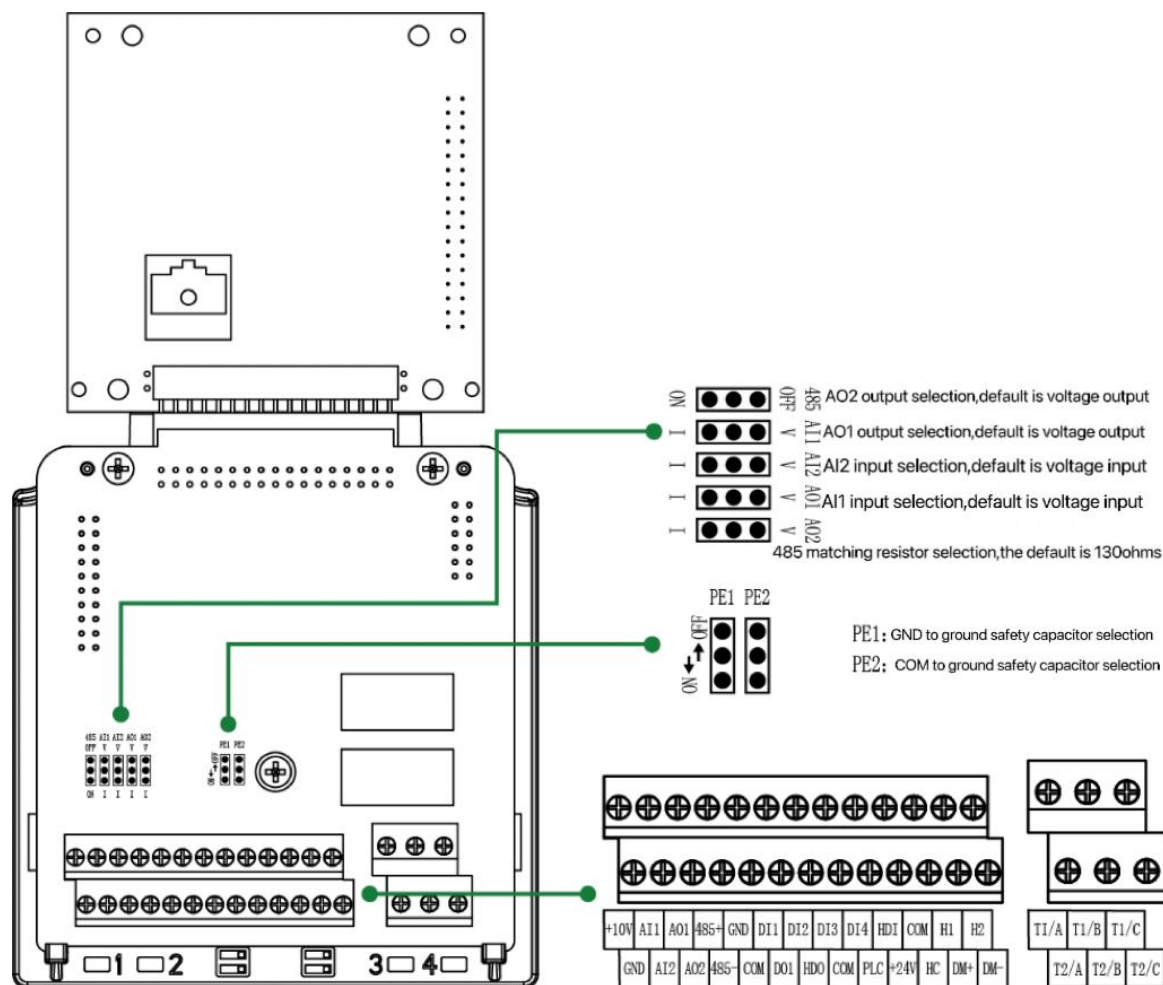 ON OFF 485 AO2 output selection,default is voltage output
I V AI1 AO1 output selection,default is voltage output
I V AI2 AI2 input selection,default is voltage input
I V AO1 AI1 input selection,default is voltage input
I V AO2
485 matching resistor selection,the default is 130ohms
PE1 PE2
OFF
ON
PE1: GND to ground safety capacitor selection
PE2: COM to ground safety capacitor selection
485 AI1 AI2 AO1 AO2
OFF V V V V
ON I I I I
PE1 PE2
ON OFF
+10V AI1 AO1 485+ GND DI1 DI2 DI3 DI4 HDI COM H1 H2
GND AI2 AO2 485- COM DO1 HDO COM PLC +24V HC DM+ DM-
TI/A T1/B T1/C
T2/A T2/B T2/C
1 2 3 4